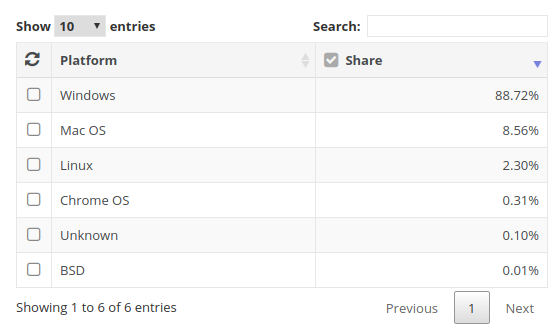 Show 10 entries Search:
Platform Share
Windows 88.72%
Mac OS 8.56%
Linux 2.30%
Chrome OS 0.31%
Unknown 0.10%
BSD 0.01%
Showing 1 to 6 of 6 entries Previous 1 Next